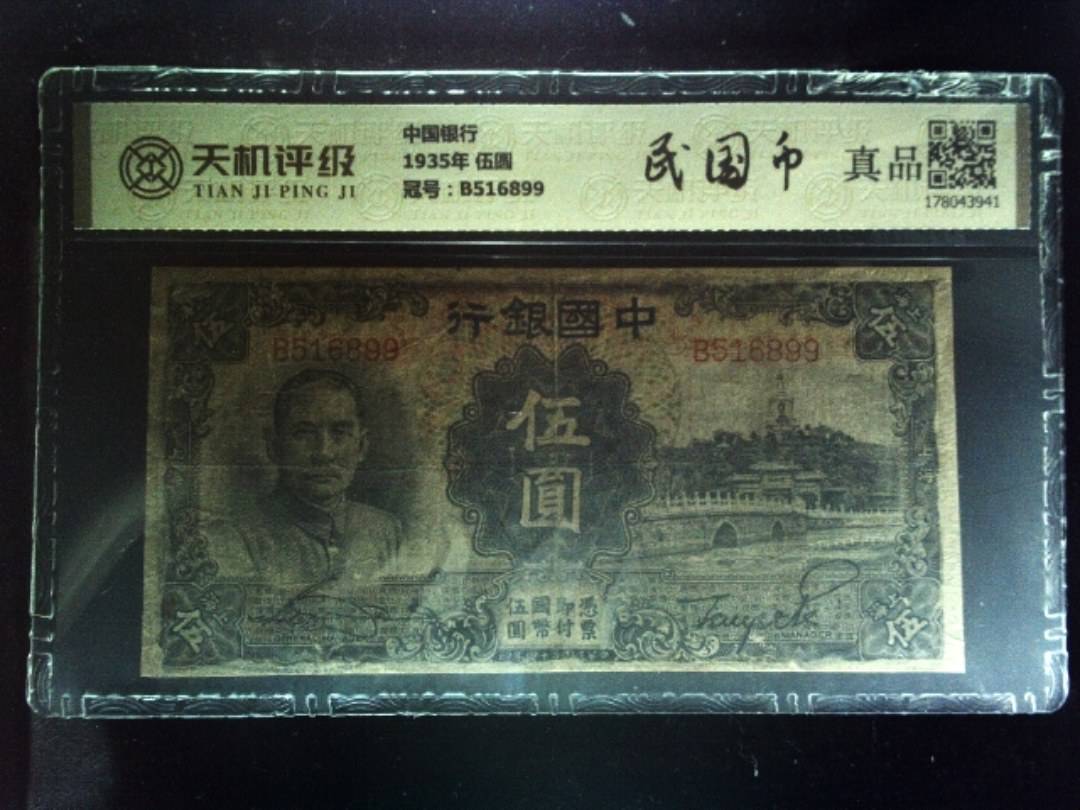 天机评级
TIAN JI PING JI
中国银行
1935年 伍圆
冠号：B516899
民国币
真品
178043941
行銀國中
伍
伍
B516899
B516899
伍
圓
憑票
即付
國幣
伍圓
伍
伍
MANAGER